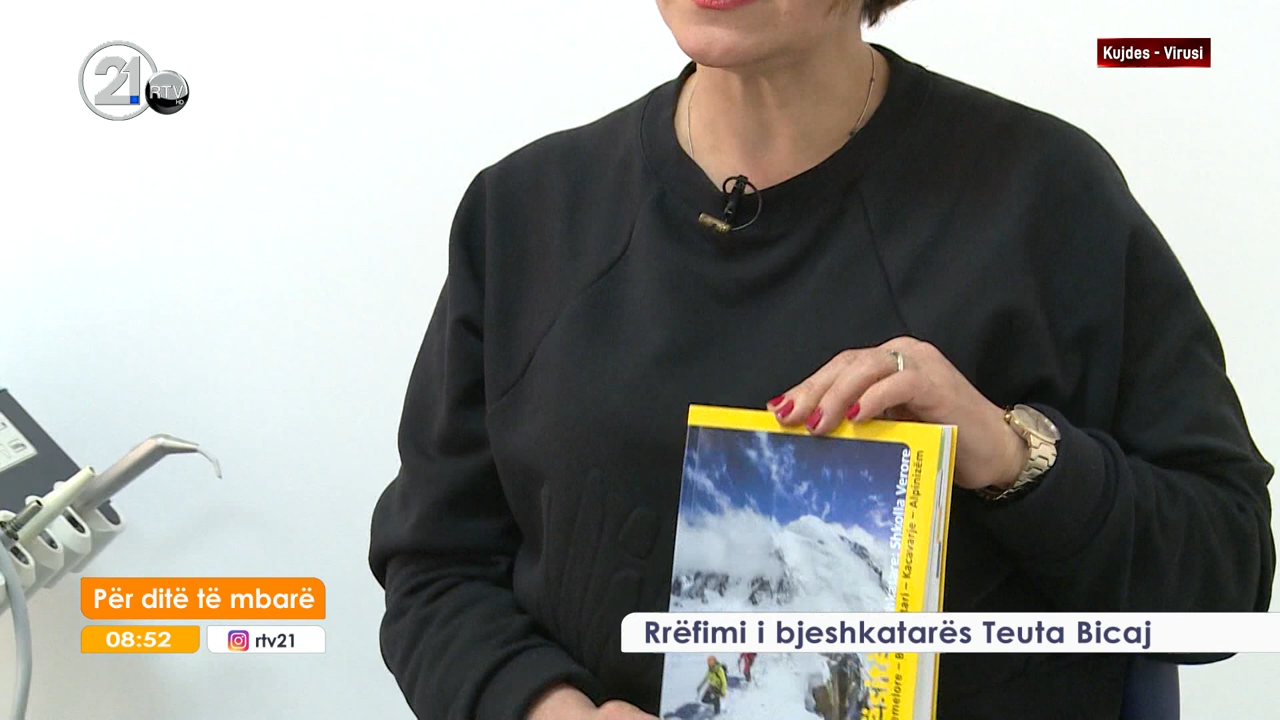 21
RTV
HD
Kujdes - Virusi
Shkolla Verore
Kacavarje – Alpinizëm
Për ditë të mbarë
08:52
rtv21
Rrëfimi i bjeshkatarës Teuta Bicaj